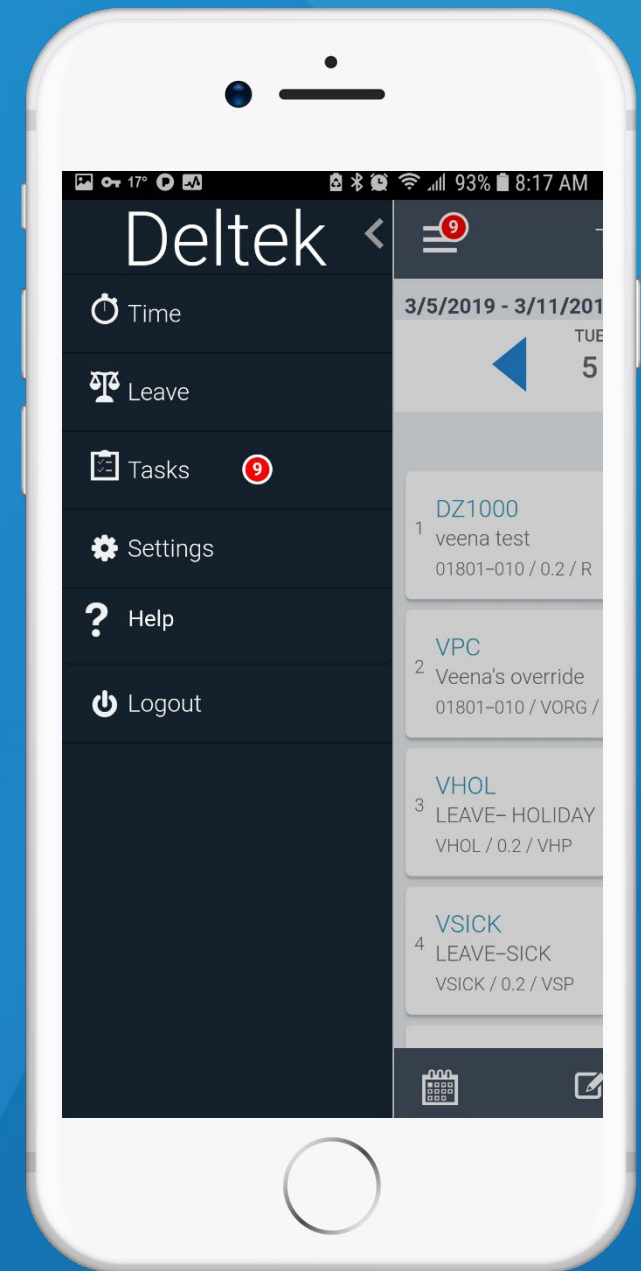 17° 93% 8:17 AM
Deltek
9
Time
Leave
Tasks 9
Settings
Help
Logout
3/5/2019 - 3/11/201
TUE
5
1 DZ1000
veena test
01801-010 / 0.2 / R
2 VPC
Veena's override
01801-010 / VORG /
3 VHOL
LEAVE- HOLIDAY
VHOL / 0.2 / VHP
4 VSICK
LEAVE-SICK
VSICK / 0.2 / VSP